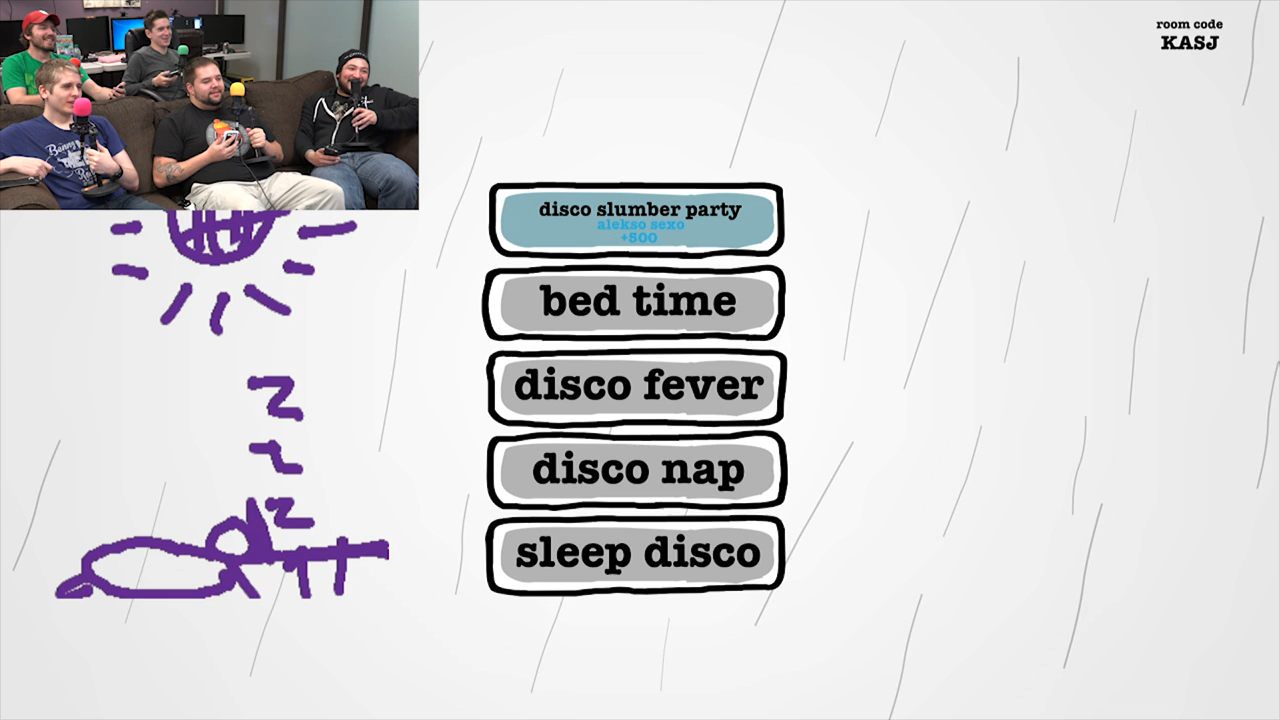 room code
KASJ
disco slumber party
alekso sexo
+500
bed time
disco fever
disco nap
sleep disco
z
z
z